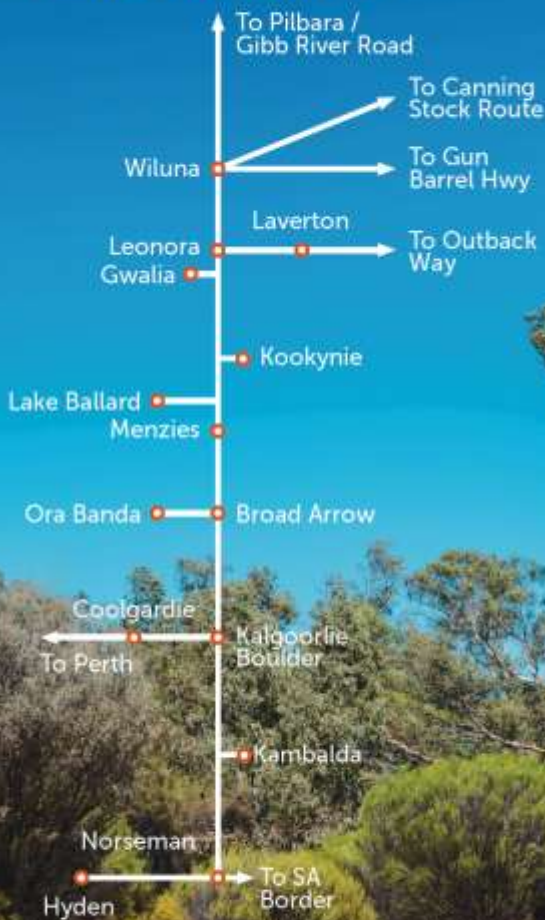 To Pilbara /
Gibb River Road
To Canning
Stock Route
Wiluna
To Gun
Barrel Hwy
Laverton
Leonora
To Outback
Way
Gwalia
Kookynie
Lake Ballard
Menzies
Ora Banda
Broad Arrow
Coolgardie
Kalgoorlie
Boulder
To Perth
Kambalda
Norseman
To SA
Border
Hyden